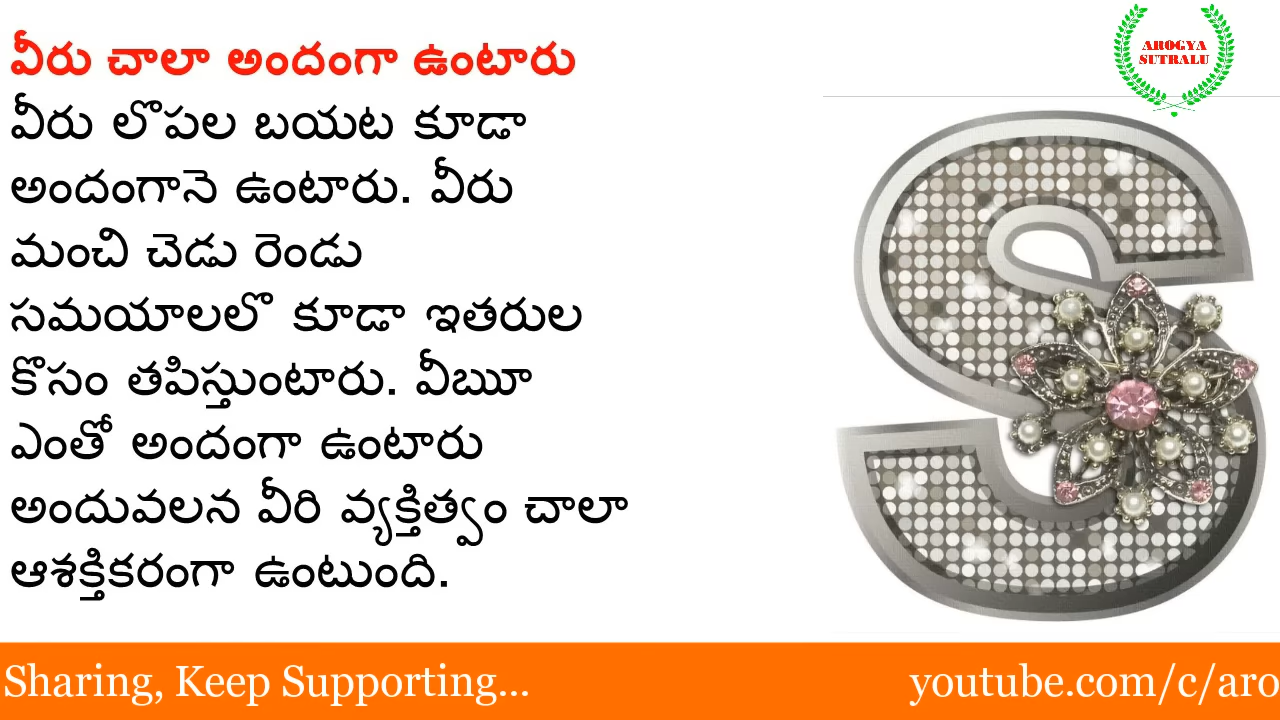 వీరు చాలా అందంగా ఉంటారు
వీరు లొపల బయట కూడా
అందంగానె ఉంటారు. వీరు
మంచి చెడు రెండు
సమయాలలొ కూడా ఇతరుల
కొసం తపిస్తుంటారు. వీఋూ
ఎంతో అందంగా ఉంటారు
అందువలన వీరి వ్యక్తిత్వం చాలా
ఆశక్తికరంగా ఉంటుంది.
AROGYA
SUTRALU
S
Sharing, Keep Supporting...
youtube.com/c/aro